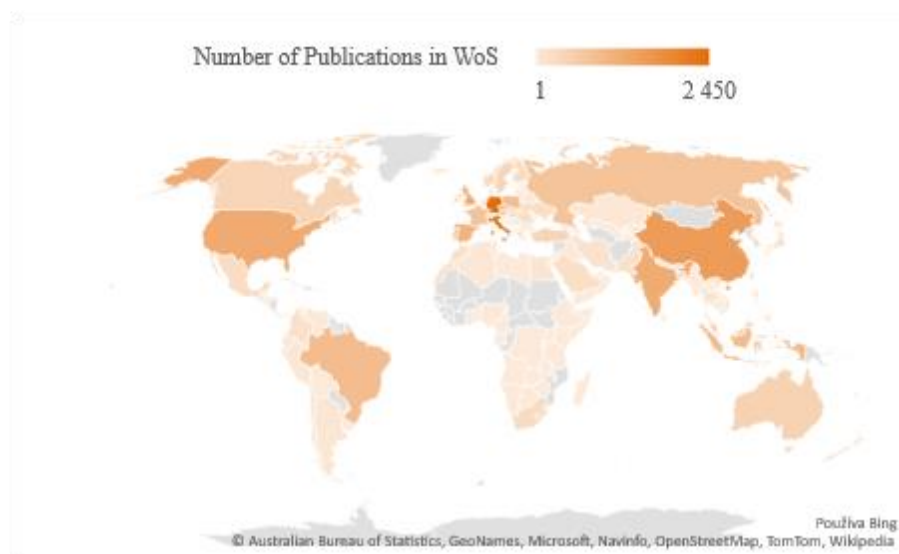 Number of Publications in WoS
1 2 450
Používa Bing
© Australian Bureau of Statistics, GeoNames, Microsoft, Navinfo, OpenStreetMap, TomTom, Wikipedia